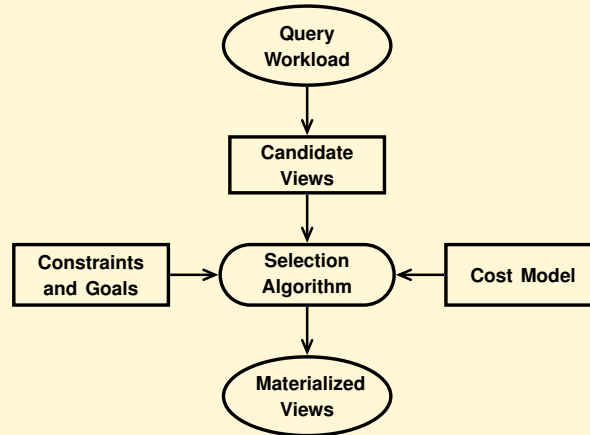 Query
Workload
Candidate
Views
Constraints
and Goals
Selection
Algorithm
Cost Model
Materialized
Views